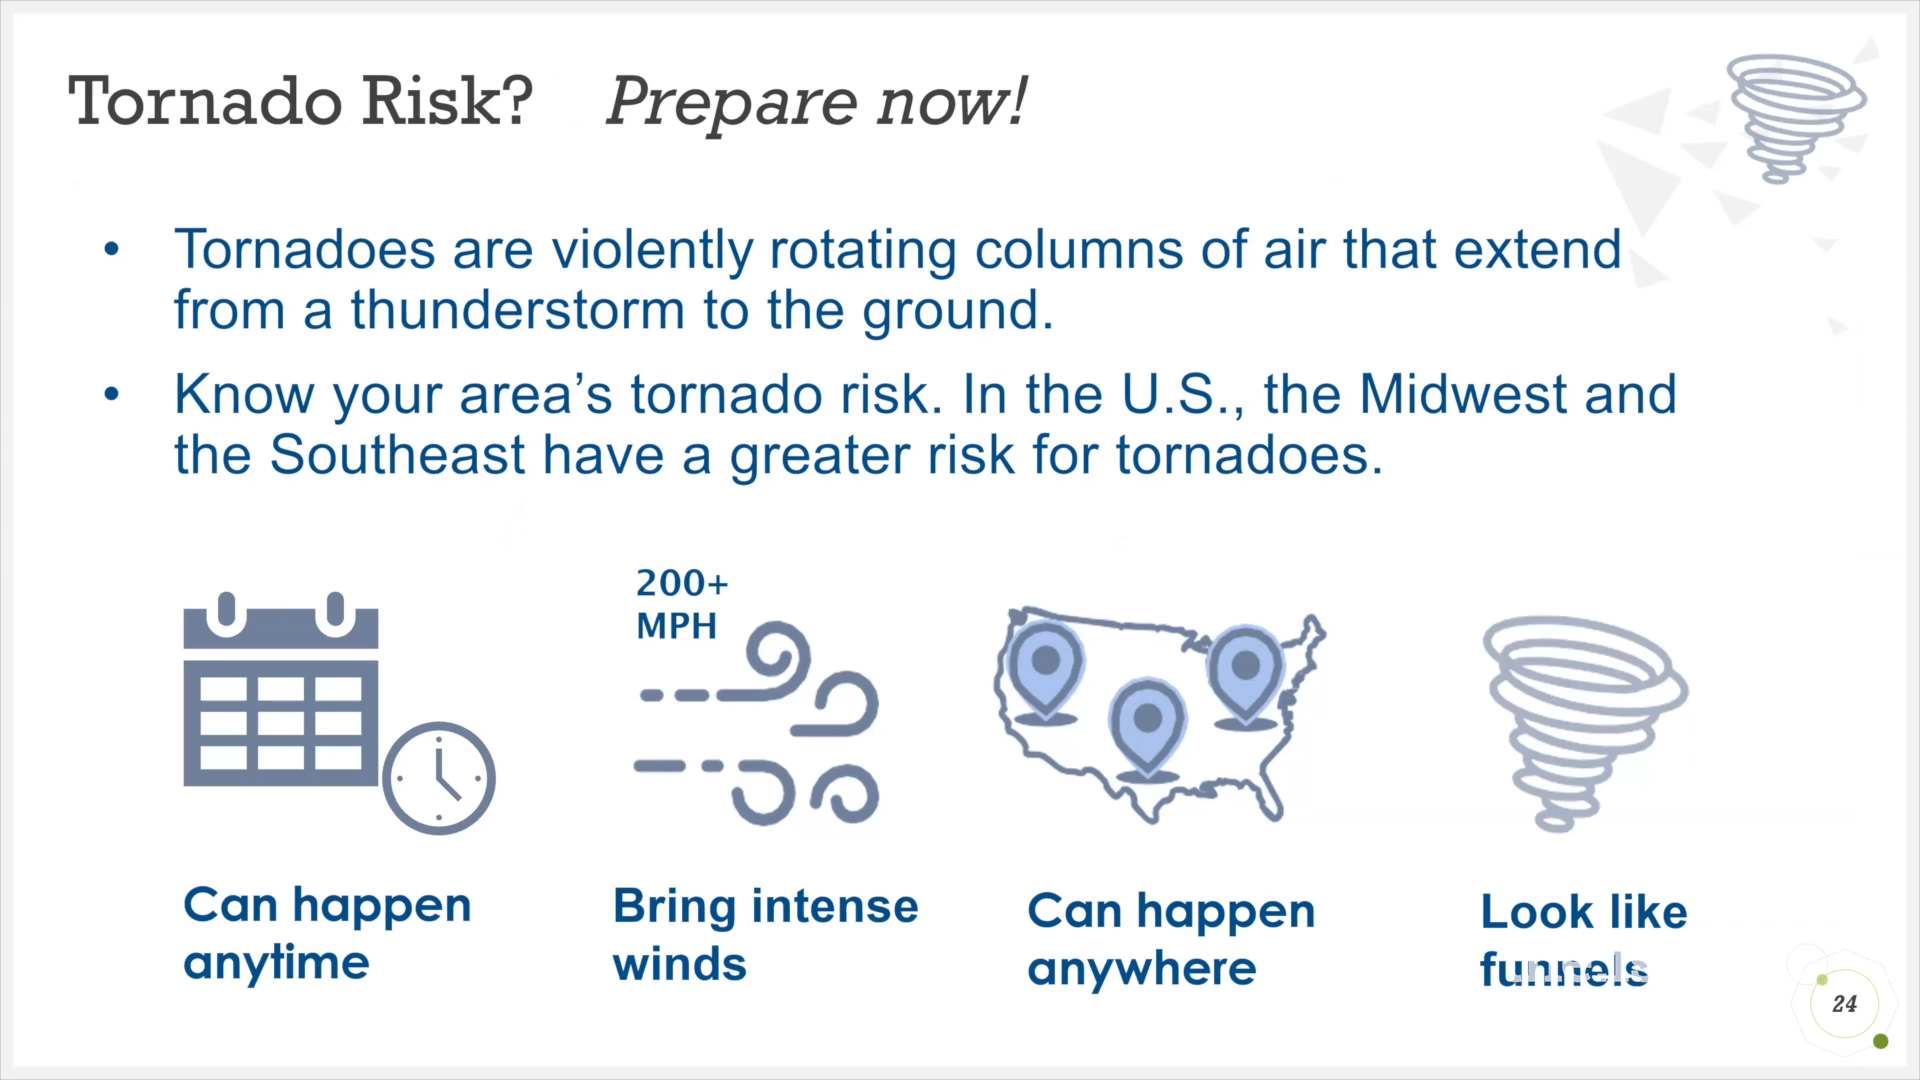 Tornado Risk? Prepare now!
• Tornadoes are violently rotating columns of air that extend
from a thunderstorm to the ground.
• Know your area’s tornado risk. In the U.S., the Midwest and
the Southeast have a greater risk for tornadoes.
200+
MPH
Can happen
anytime
Bring intense
winds
Can happen
anywhere
Look like
funnels
24